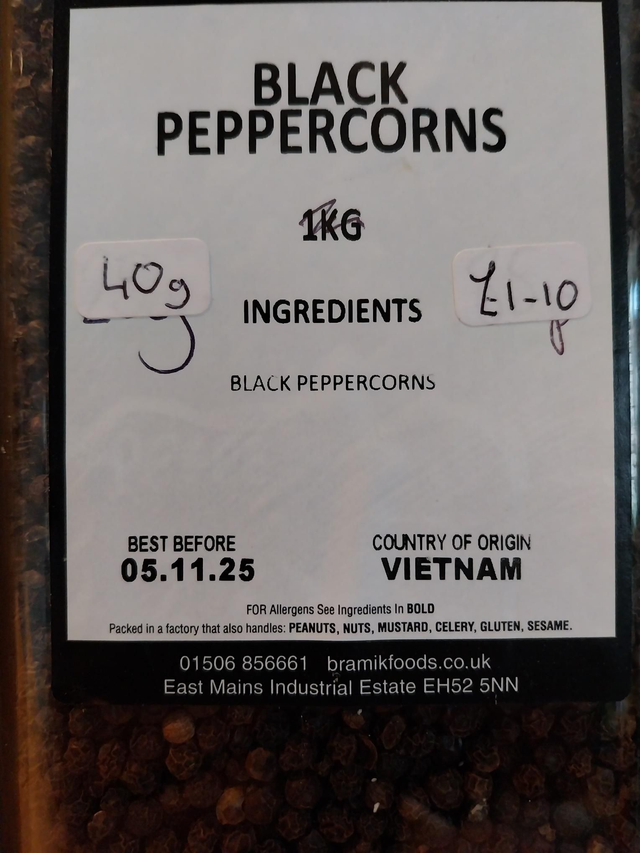 BLACK
PEPPERCORNS
1KG
40g
£1-10
INGREDIENTS
BLACK PEPPERCORNS
BEST BEFORE
05.11.25
COUNTRY OF ORIGIN
VIETNAM
FOR Allergens See Ingredients In BOLD
Packed in a factory that also handles: PEANUTS, NUTS, MUSTARD, CELERY, GLUTEN, SESAME.
01506 856661 bramikfoods.co.uk
East Mains Industrial Estate EH52 5NN